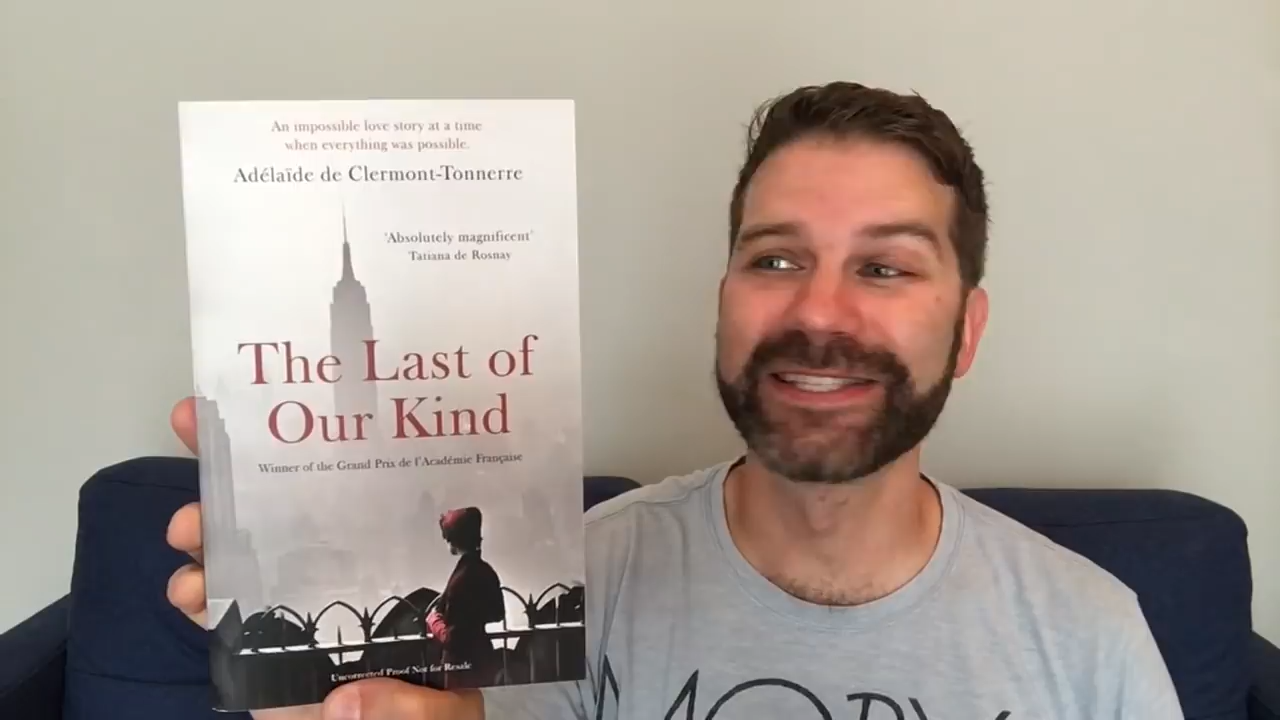 An impossible love story at a time
when everything was possible.
Adélaïde de Clermont-Tonnerre
'Absolutely magnificent'
Tatiana de Rosnay
The Last of
Our Kind
Winner of the Grand Prix de l'Académie Française
Uncorrected Proof Not for Resale